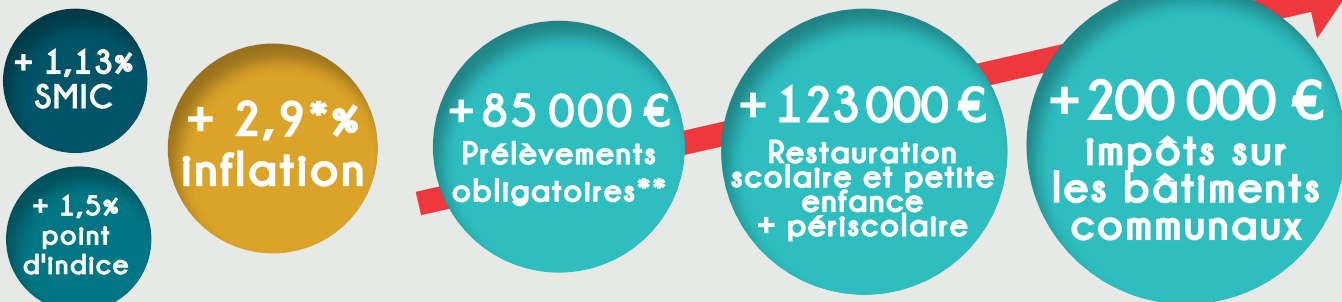 + 1,13%
SMIC
+ 1,5%
point
d'indice
+ 2,9*%
inflation
+ 85 000 €
Prélèvements
obligatoires**
+ 123 000 €
Restauration
scolaire et petite
enfance
+ périscolaire
+ 200 000 €
impôts sur
les bâtiments
communaux